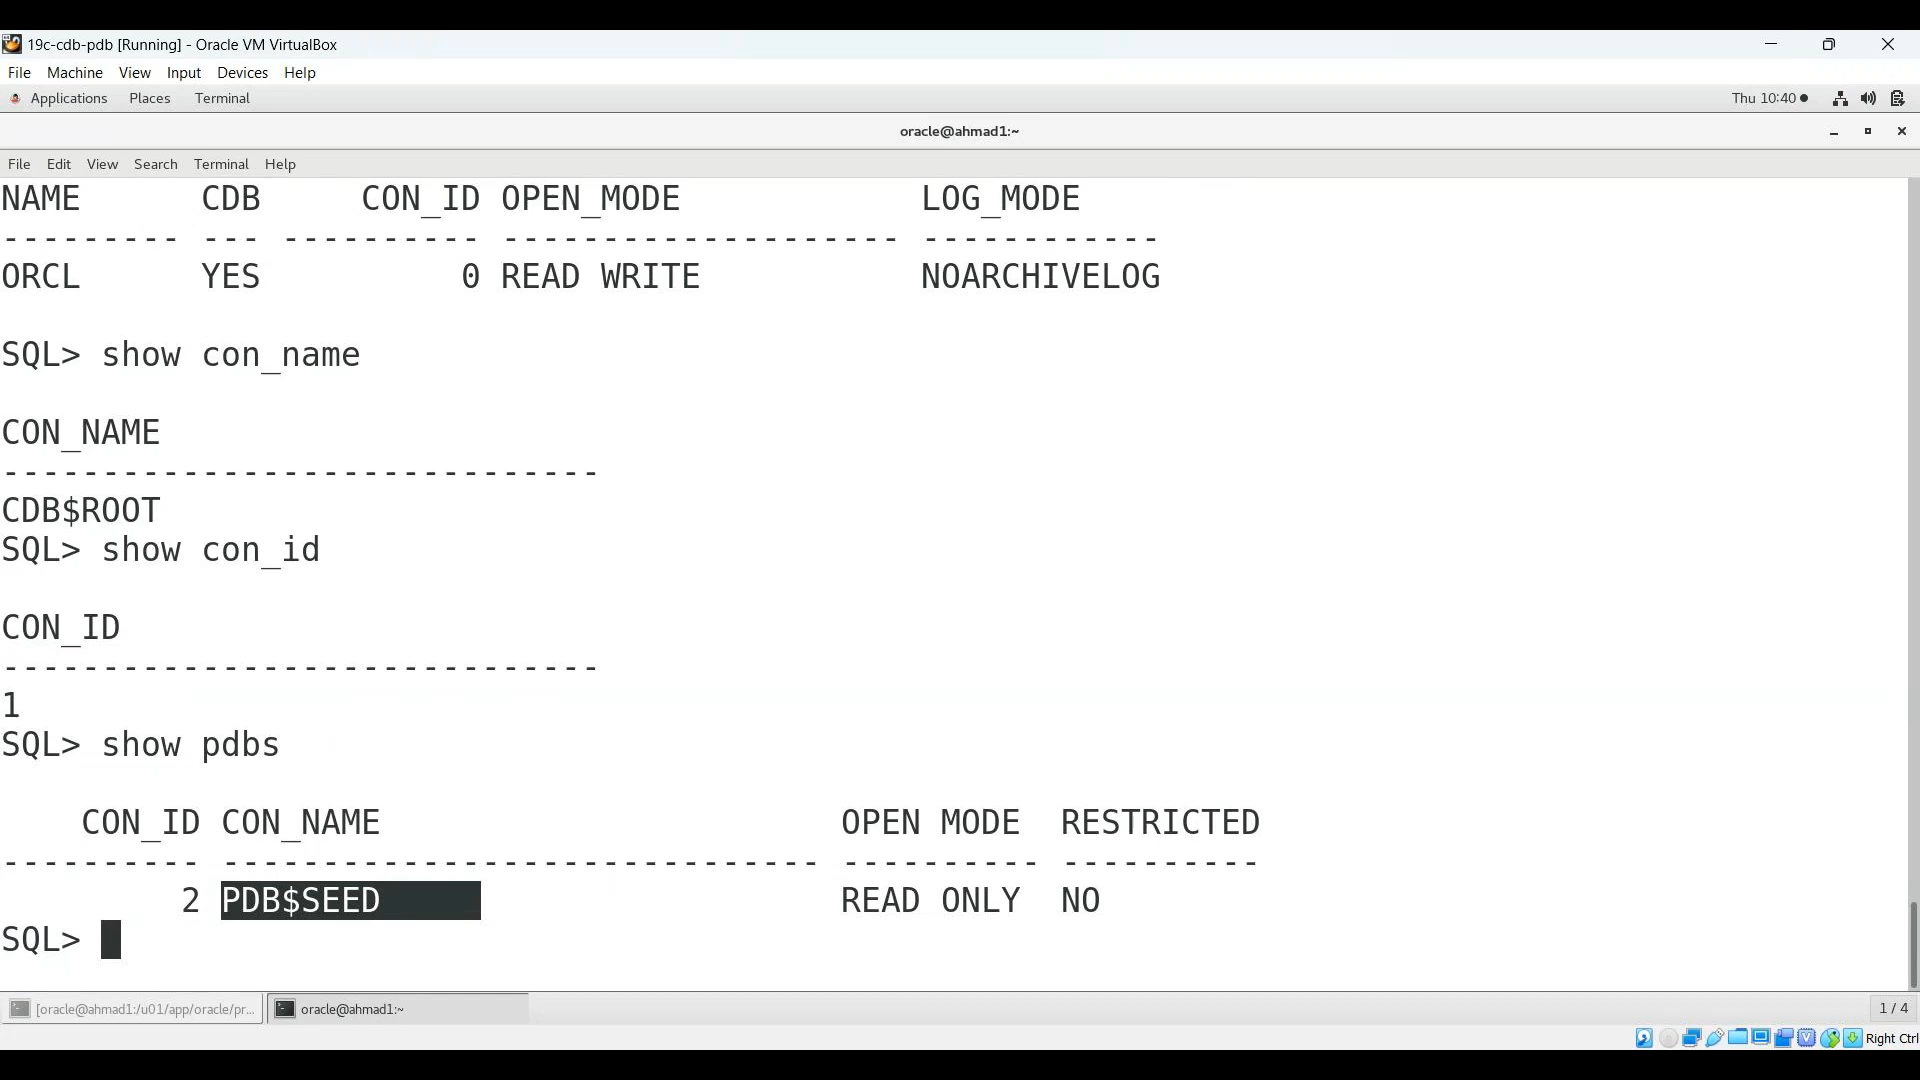 19c-cdb-pdb [Running] - Oracle VM VirtualBox
File Machine View Input Devices Help
Applications Places Terminal Thu 10:40
oracle@ahmad1:~
File Edit View Search Terminal Help
NAME CDB CON_ID OPEN_MODE LOG_MODE
--------- --- ---------- -------------------- ------------
ORCL YES 0 READ WRITE NOARCHIVELOG
SQL> show con_name
CON_NAME
------------------------------
CDB$ROOT
SQL> show con_id
CON_ID
------------------------------
1
SQL> show pdbs
CON_ID CON_NAME OPEN MODE RESTRICTED
---------- ------------------------------ ---------- ----------
2 PDB$SEED READ ONLY NO
SQL>
[oracle@ahmad1:/u01/app/oracle/pr... oracle@ahmad1:~ 1 / 4
Right Ctrl